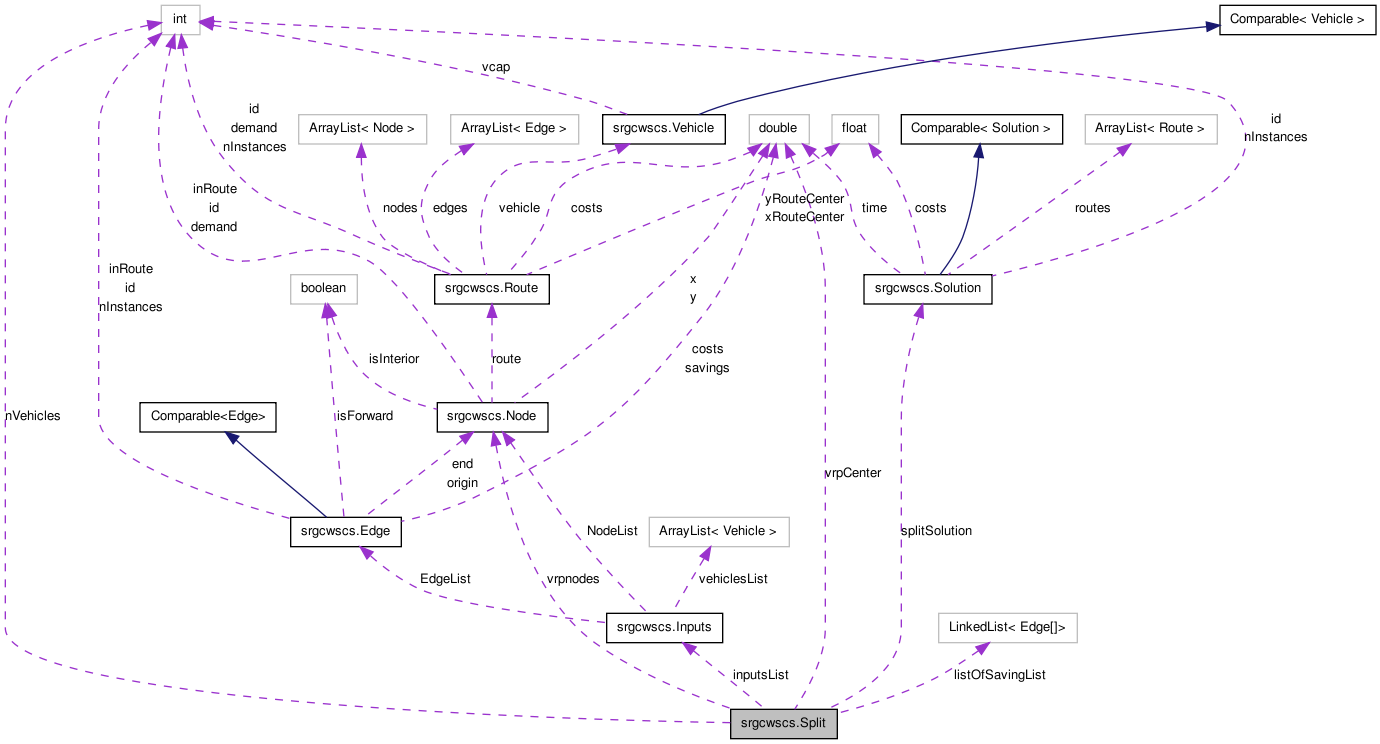 int
Comparable< Vehicle >
vcap
id
demand
nInstances
ArrayList< Node >
ArrayList< Edge >
srgcwscs.Vehicle
double
float
Comparable< Solution >
ArrayList< Route >
id
nInstances
inRoute
id
demand
nodes
edges
vehicle
costs
yRouteCenter
xRouteCenter
time
costs
routes
inRoute
id
nInstances
boolean
srgcwscs.Route
x
y
srgcwscs.Solution
isInterior
route
costs
savings
nVehicles
Comparable<Edge>
isForward
srgcwscs.Node
end
origin
vrpCenter
srgcwscs.Edge
NodeList
ArrayList< Vehicle >
splitSolution
EdgeList
vrpnodes
vehiclesList
srgcwscs.Inputs
LinkedList< Edge[]>
inputsList
listOfSavingList
srgcwscs.Split